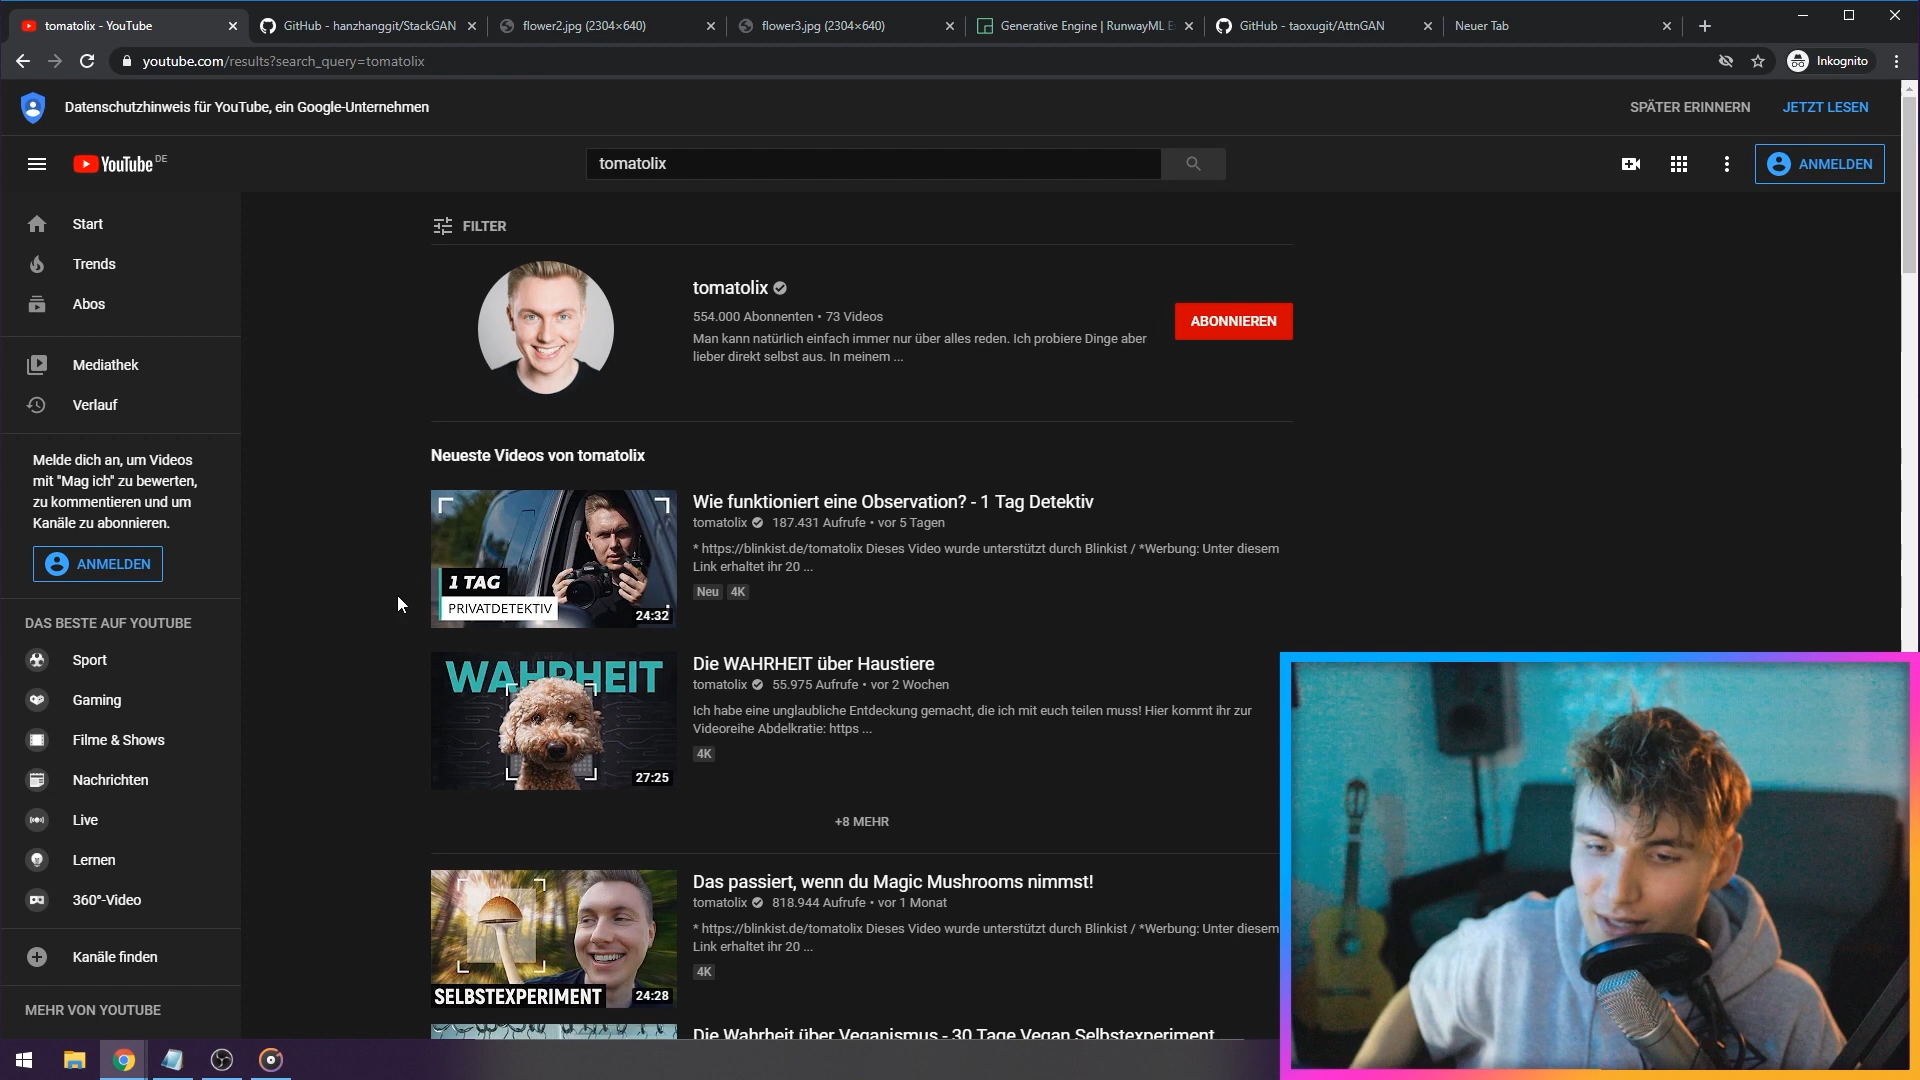 tomatolix - YouTube
GitHub - hanzhanggit/StackGAN
flower2.jpg (2304×640)
flower3.jpg (2304×640)
Generative Engine | RunwayML E
GitHub - taoxugit/AttnGAN
Neuer Tab
youtube.com/results?search_query=tomatolix
Inkognito
Datenschutzhinweis für YouTube, ein Google-Unternehmen
SPÄTER ERINNERN
JETZT LESEN
YouTube DE
tomatolix
ANMELDEN
Start
Trends
Abos
Mediathek
Verlauf
Melde dich an, um Videos
mit "Mag ich" zu bewerten,
zu kommentieren und um
Kanäle zu abonnieren.
ANMELDEN
DAS BESTE AUF YOUTUBE
Sport
Gaming
Filme & Shows
Nachrichten
Live
Lernen
360°-Video
Kanäle finden
MEHR VON YOUTUBE
FILTER
tomatolix
554.000 Abonnenten • 73 Videos
Man kann natürlich einfach immer nur über alles reden. Ich probiere Dinge aber
lieber direkt selbst aus. In meinem ...
ABONNIEREN
Neueste Videos von tomatolix
1 TAG
PRIVATDETEKTIV
24:32
Wie funktioniert eine Observation? - 1 Tag Detektiv
tomatolix 187.431 Aufrufe • vor 5 Tagen
* https://blinkist.de/tomatolix Dieses Video wurde unterstützt durch Blinkist / *Werbung: Unter diesem
Link erhaltet ihr 20 ...
Neu 4K
WAHRHEIT
27:25
Die WAHRHEIT über Haustiere
tomatolix 55.975 Aufrufe • vor 2 Wochen
Ich habe eine unglaubliche Entdeckung gemacht, die ich mit euch teilen muss! Hier kommt ihr zur
Videoreihe Abdelkratie: https ...
4K
+8 MEHR
SELBSTEXPERIMENT
24:28
Das passiert, wenn du Magic Mushrooms nimmst!
tomatolix 818.944 Aufrufe • vor 1 Monat
* https://blinkist.de/tomatolix Dieses Video wurde unterstützt durch Blinkist / *Werbung: Unter diesem
Link erhaltet ihr 20 ...
4K
Die Wahrheit über Veganismus - 30 Tage Vegan Selbstexperiment